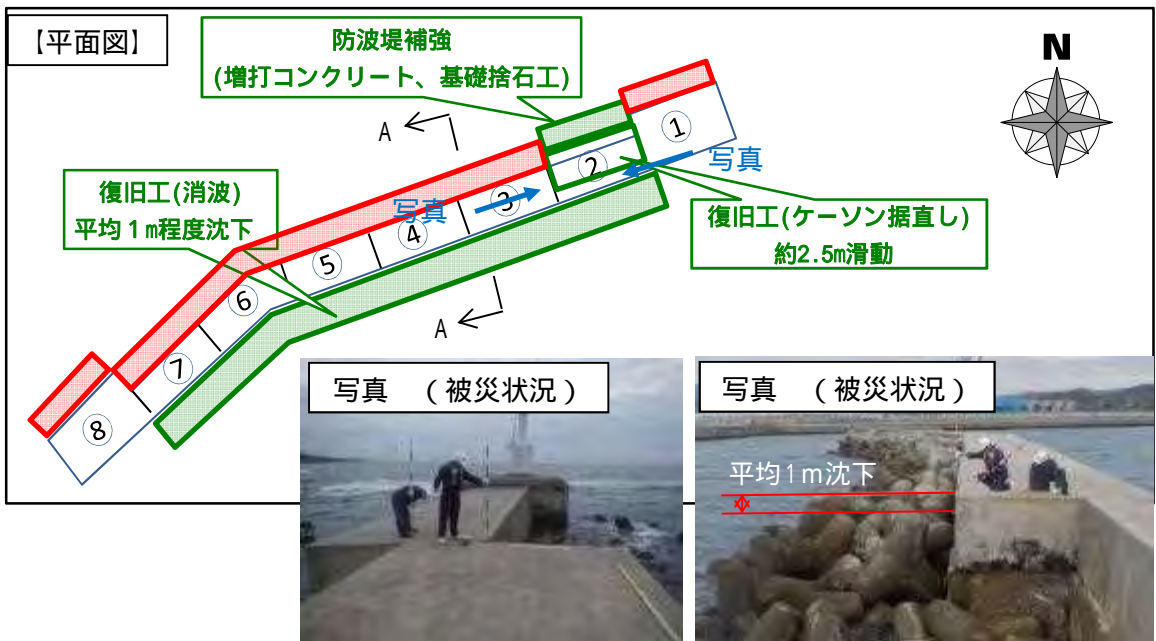 【平面図】
防波堤補強
(増打コンクリート、基礎捨石工)
N
A
①
②
写真
③
写真
④
復旧工(消波)
平均１m程度沈下
復旧工(ケーソン据直し)
約2.5m滑動
⑤
⑥
A
⑦
⑧
写真　（被災状況）
写真　（被災状況）
平均1m沈下